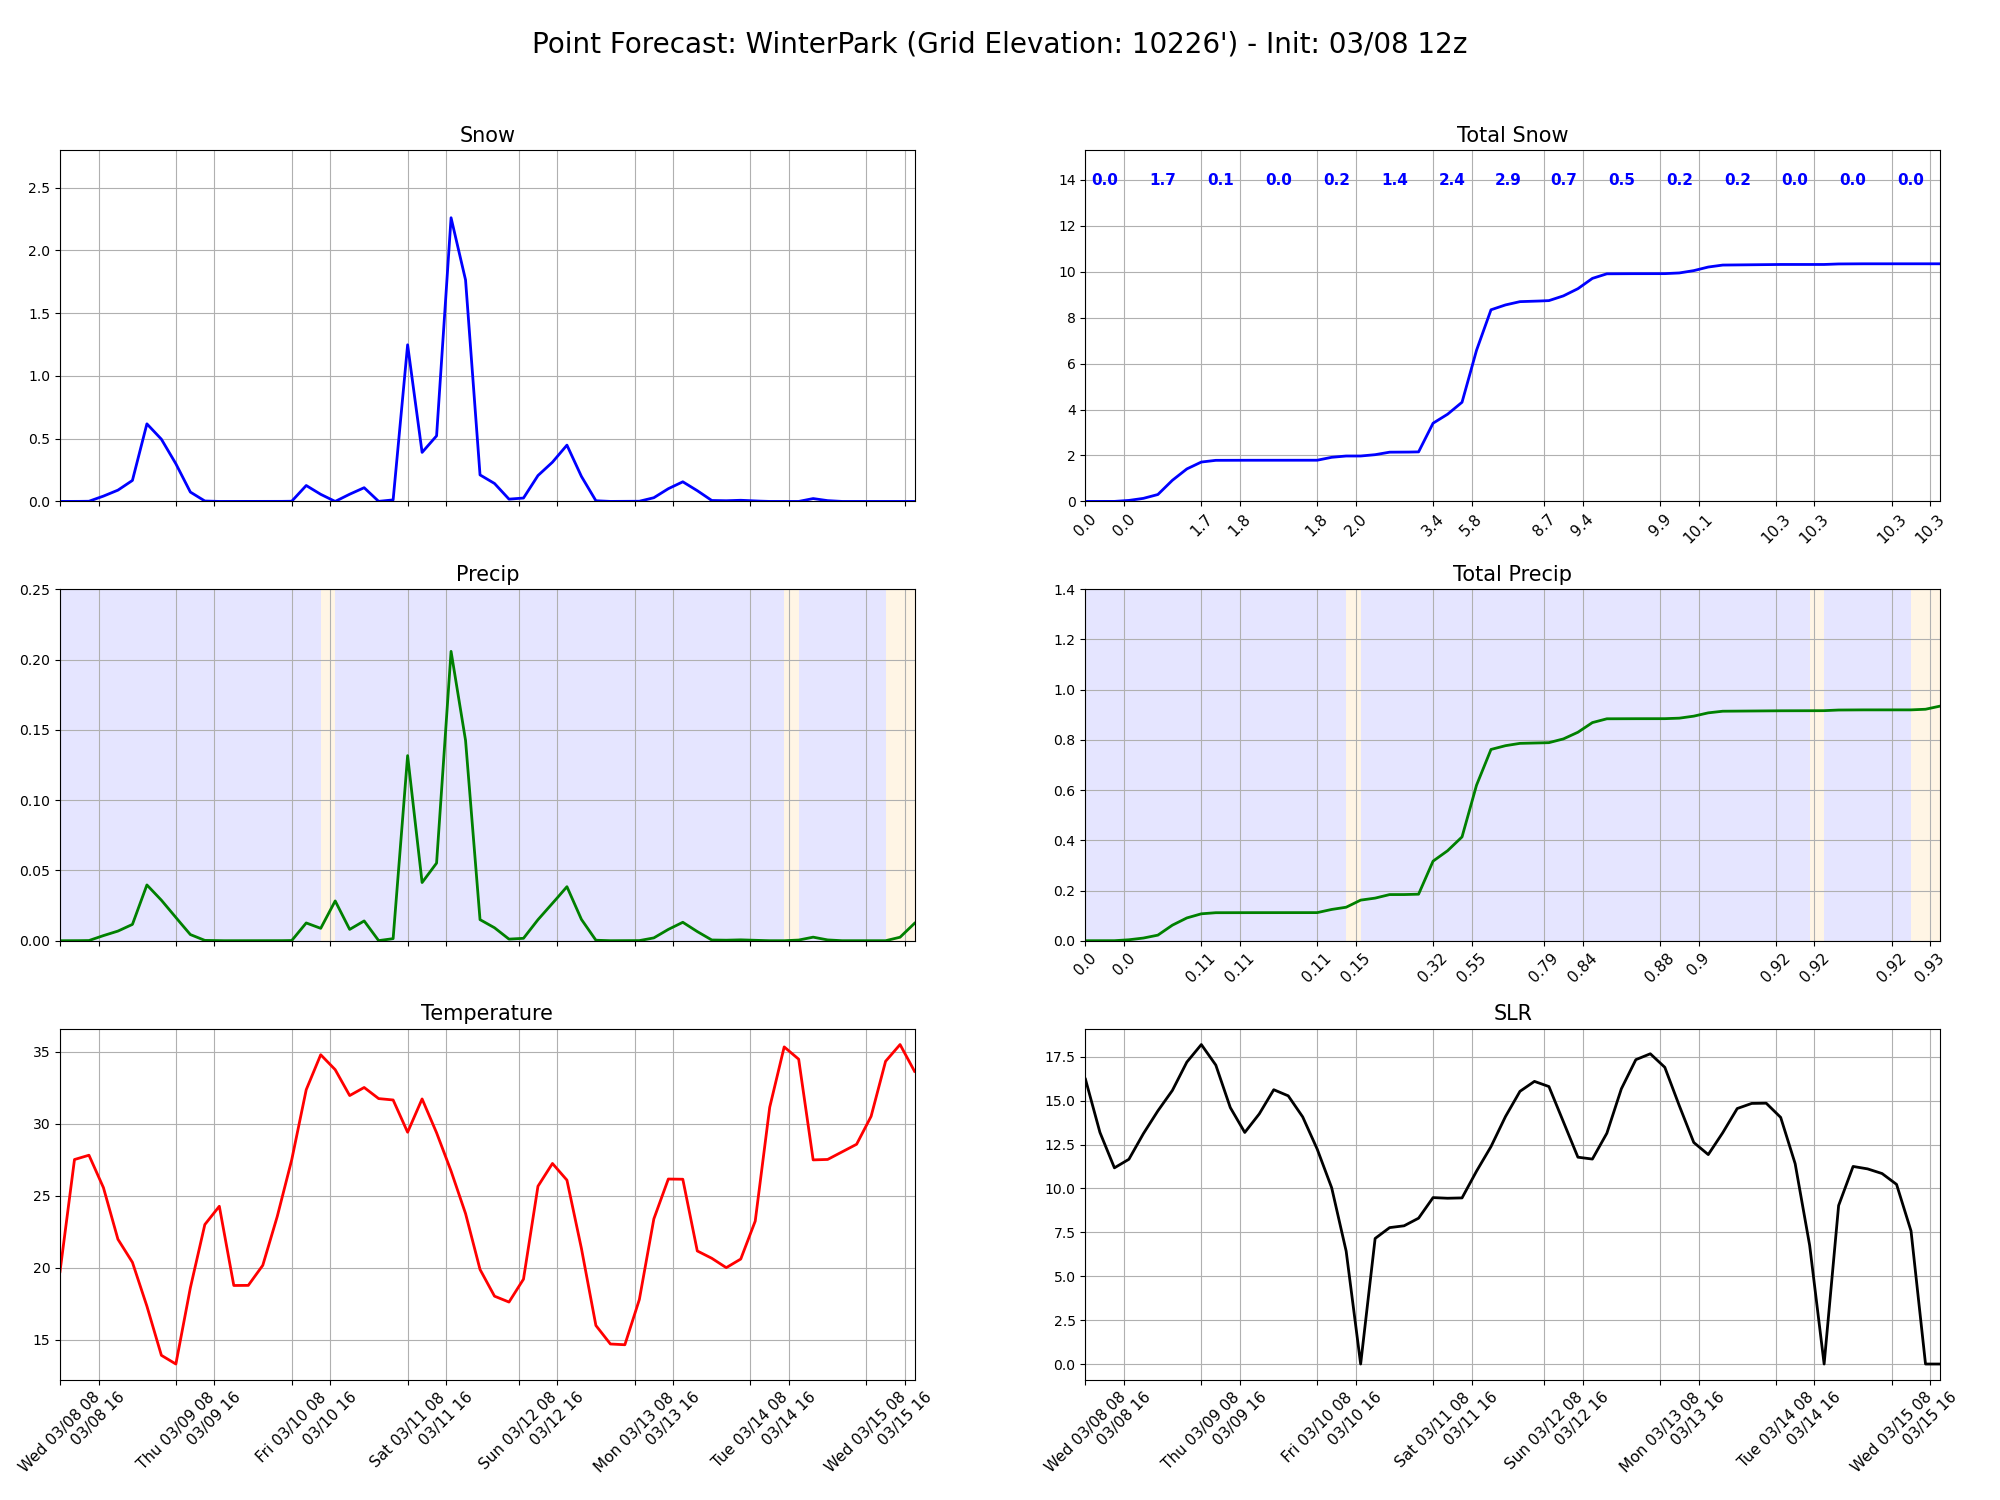 Point Forecast: WinterPark (Grid Elevation: 10226') - Init: 03/08 12z
Snow
2.5
2.0
1.5
1.0
0.5
0.0
Total Snow
14
12
10
8
6
4
2
0
0.0 1.7 0.1 0.0 0.2 1.4 2.4 2.9 0.7 0.5 0.2 0.2 0.0 0.0 0.0
0.0 0.0 1.7 1.8 1.8 2.0 3.4 5.8 8.7 9.4 9.9 10.1 10.3 10.3 10.3 10.3
Precip
0.25
0.20
0.15
0.10
0.05
0.00
Total Precip
1.4
1.2
1.0
0.8
0.6
0.4
0.2
0.0
0.0 0.0 0.11 0.11 0.11 0.15 0.32 0.55 0.79 0.84 0.88 0.9 0.92 0.92 0.92 0.93
Temperature
35
30
25
20
15
Wed 03/08 08
03/08 16
Thu 03/09 08
03/09 16
Fri 03/10 08
03/10 16
Sat 03/11 08
03/11 16
Sun 03/12 08
03/12 16
Mon 03/13 08
03/13 16
Tue 03/14 08
03/14 16
Wed 03/15 08
03/15 16
SLR
17.5
15.0
12.5
10.0
7.5
5.0
2.5
0.0
Wed 03/08 08
03/08 16
Thu 03/09 08
03/09 16
Fri 03/10 08
03/10 16
Sat 03/11 08
03/11 16
Sun 03/12 08
03/12 16
Mon 03/13 08
03/13 16
Tue 03/14 08
03/14 16
Wed 03/15 08
03/15 16